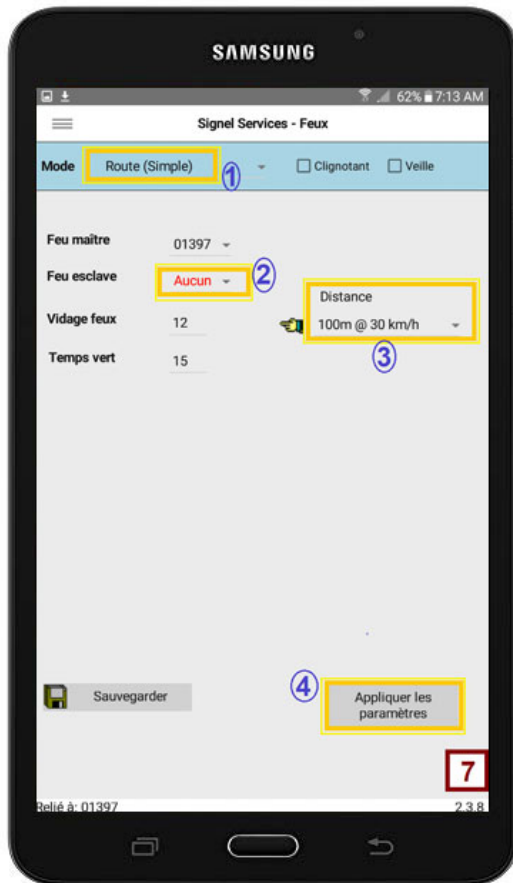 SAMSUNG
62% 7:13 AM
Signel Services - Feux
Mode Route (Simple) Clignotant Veille
1
Feu maître 01397
Feu esclave Aucun 2
Distance
Vidage feux 12 100m @ 30 km/h
3
Temps vert 15
4
Sauvegarder Appliquer les
paramètres
7
Relié à: 01397 2.3.8